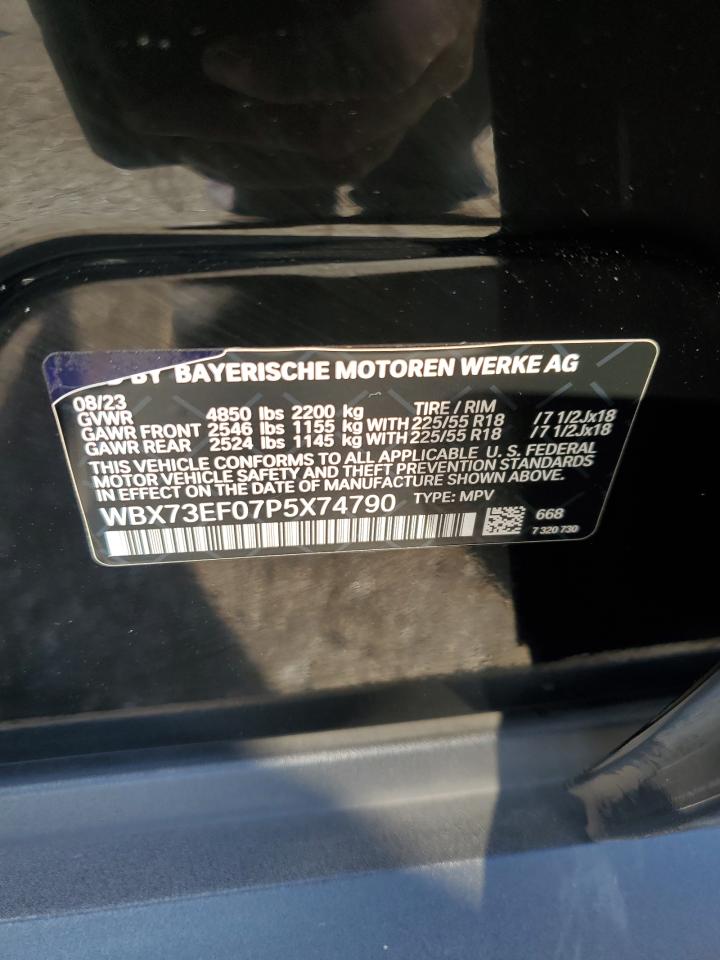 BY BAYERISCHE MOTOREN WERKE AG
08/23
GVWR 4850 lbs 2200 kg TIRE / RIM
GAWR FRONT 2546 lbs 1155 kg WITH 225/55 R18 /7 1/2Jx18
GAWR REAR 2524 lbs 1145 kg WITH 225/55 R18 /7 1/2Jx18
THIS VEHICLE CONFORMS TO ALL APPLICABLE U.S. FEDERAL
MOTOR VEHICLE SAFETY AND THEFT PREVENTION STANDARDS
IN EFFECT ON THE DATE OF MANUFACTURE SHOWN ABOVE.
WBX73EF07P5X74790 TYPE: MPV
668
7 320 730